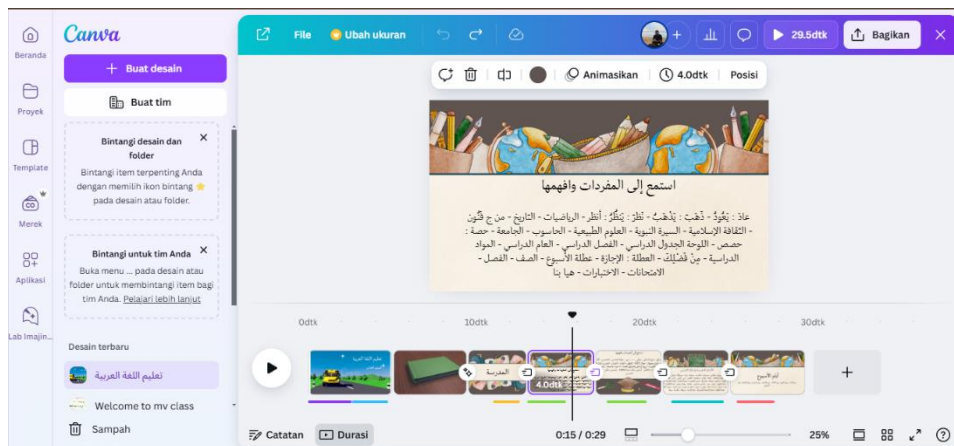 Canva
File
Ubah ukuran
29.5dtk
Bagikan
Beranda
Proyek
Template
Merek
Aplikasi
Lab Imajin...
+ Buat desain
Buat tim
Bintangi desain dan
folder
Bintangi item terpenting Anda
dengan memilih ikon bintang
pada desain atau folder.
Bintangi untuk tim Anda
Buka menu ... pada desain atau
folder untuk membintangi item bagi
tim Anda. Pelajari lebih lanjut
Desain terbaru
تعليم اللغة العربية
Welcome to my class
Sampah
Animasikan
4.0dtk
Posisi
استمع إلى المفردات وافهمها
عاد : يَعُودُ - ذَهَبَ : يَذْهَبُ - نَظَرَ : يَنْظُرُ : أنظر - الرياضيات - التاريخ - من ج فُنُون
- الثقافة الإسلامية - السيرة النبوية - العلوم الطبيعية - الحاسوب - الجامعة - حصة :
حصص - اللوحة الجدول الدراسي - الفصل الدراسي - العام الدراسي - المواد
الدراسية - مِنْ فَضْلِكَ - العطلة : الإجازة - عطلة الأسبوع - الصف - الفصل -
الامتحانات - الاختبارات - هيا بنا
0dtk
10dtk
20dtk
30dtk
تعليم اللغة العربية
المدرسة
4.0dtk
أيام الأسبوع
Catatan
Durasi
0:15 / 0:29
25%